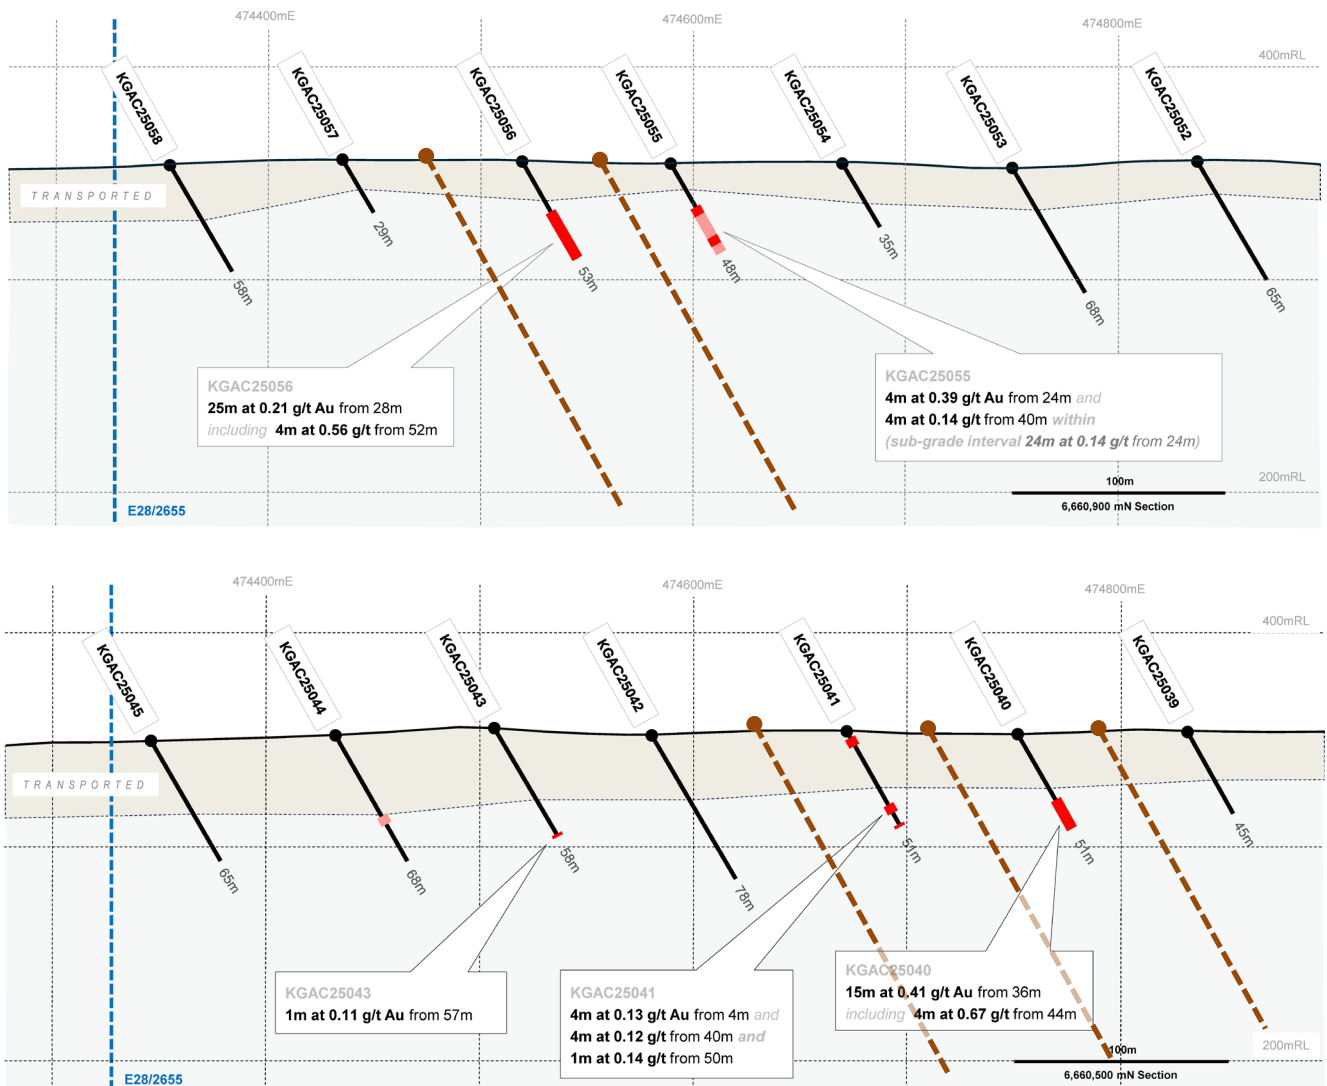 474400mE
474600mE
474800mE
400mRL
KGAC25058
KGAC25057
KGAC25056
KGAC25055
KGAC25054
KGAC25053
KGAC25052
TRANSPORTED
58m
29m
53m
48m
35m
68m
65m
KGAC25056
25m at 0.21 g/t Au from 28m
including 4m at 0.56 g/t from 52m
KGAC25055
4m at 0.39 g/t Au from 24m and
4m at 0.14 g/t from 40m within
(sub-grade interval 24m at 0.14 g/t from 24m)
200mRL
100m
6,660,900 mN Section
E28/2655
474400mE
474600mE
474800mE
400mRL
KGAC25045
KGAC25044
KGAC25043
KGAC25042
KGAC25041
KGAC25040
KGAC25039
TRANSPORTED
65m
68m
58m
78m
51m
51m
45m
KGAC25043
1m at 0.11 g/t Au from 57m
KGAC25041
4m at 0.13 g/t Au from 4m and
4m at 0.12 g/t from 40m and
1m at 0.14 g/t from 50m
KGAC25040
15m at 0.41 g/t Au from 36m
including 4m at 0.67 g/t from 44m
200mRL
100m
6,660,500 mN Section
E28/2655